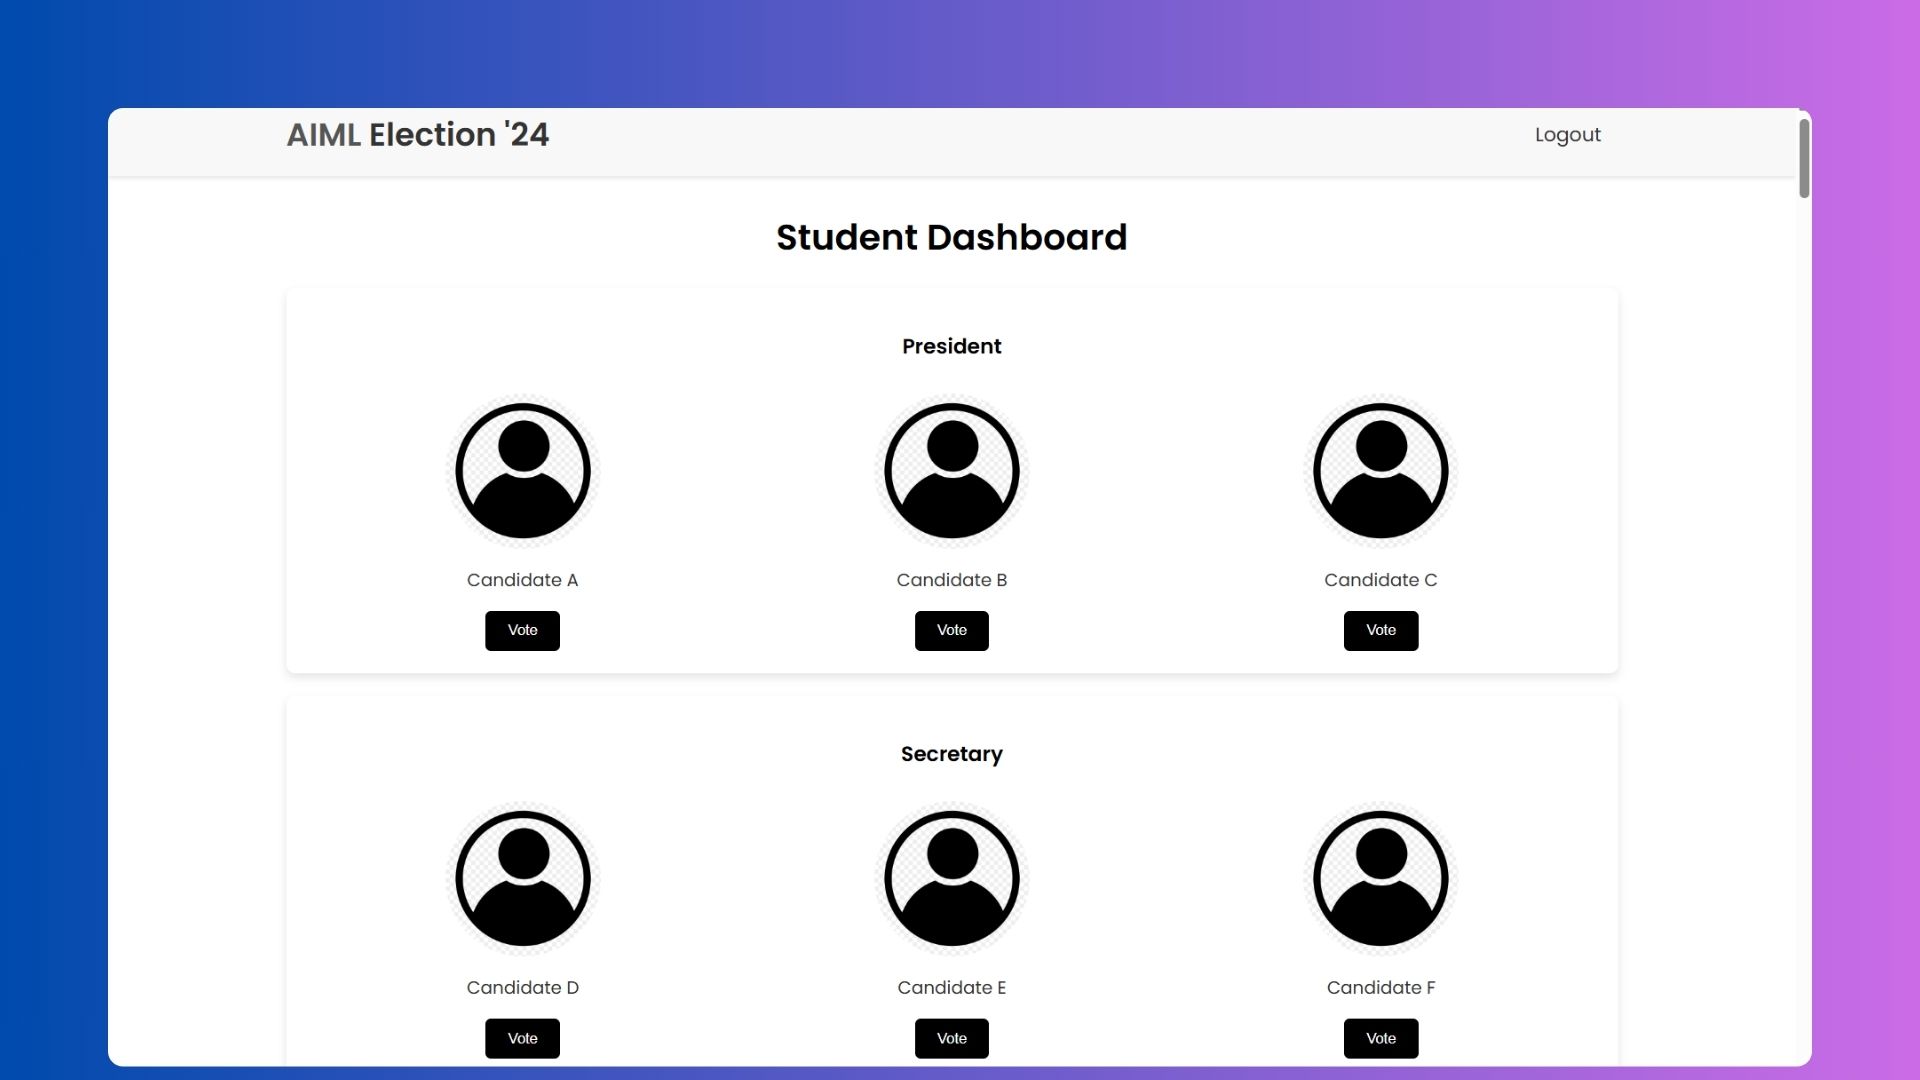 AIML Election '24 Logout
Student Dashboard
President
Candidate A Candidate B Candidate C
Vote Vote Vote
Secretary
Candidate D Candidate E Candidate F
Vote Vote Vote